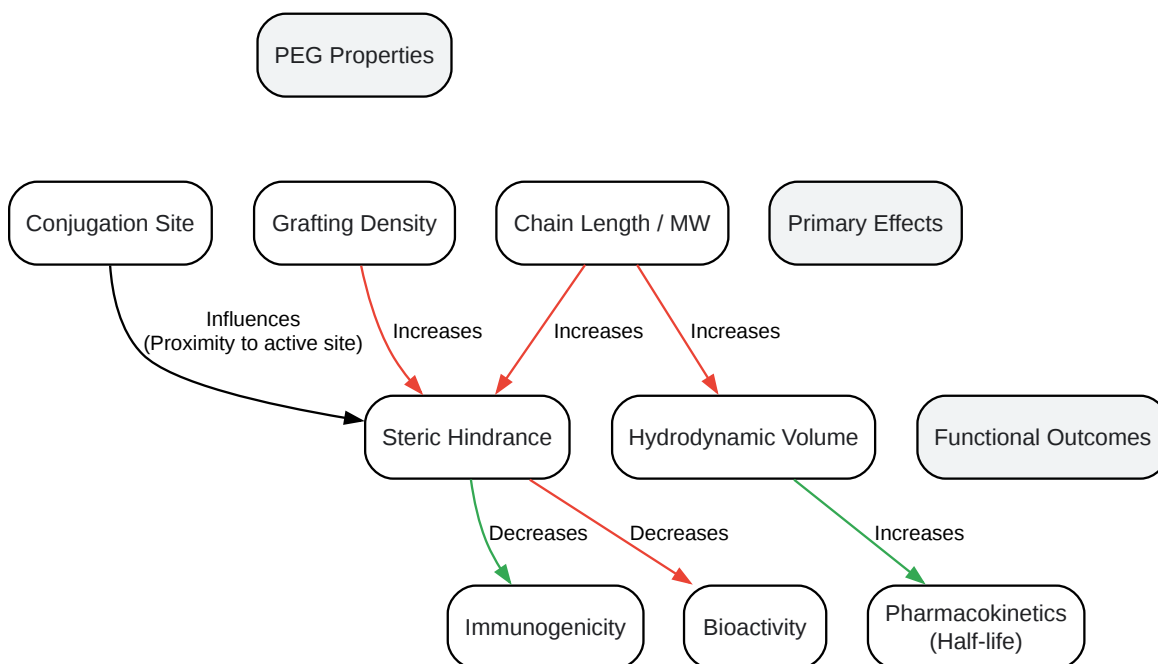 PEG Properties
Conjugation Site
Grafting Density
Chain Length / MW
Primary Effects
Influences
(Proximity to active site)
Increases
Increases
Increases
Steric Hindrance
Hydrodynamic Volume
Functional Outcomes
Decreases
Decreases
Increases
Immunogenicity
Bioactivity
Pharmacokinetics
(Half-life)